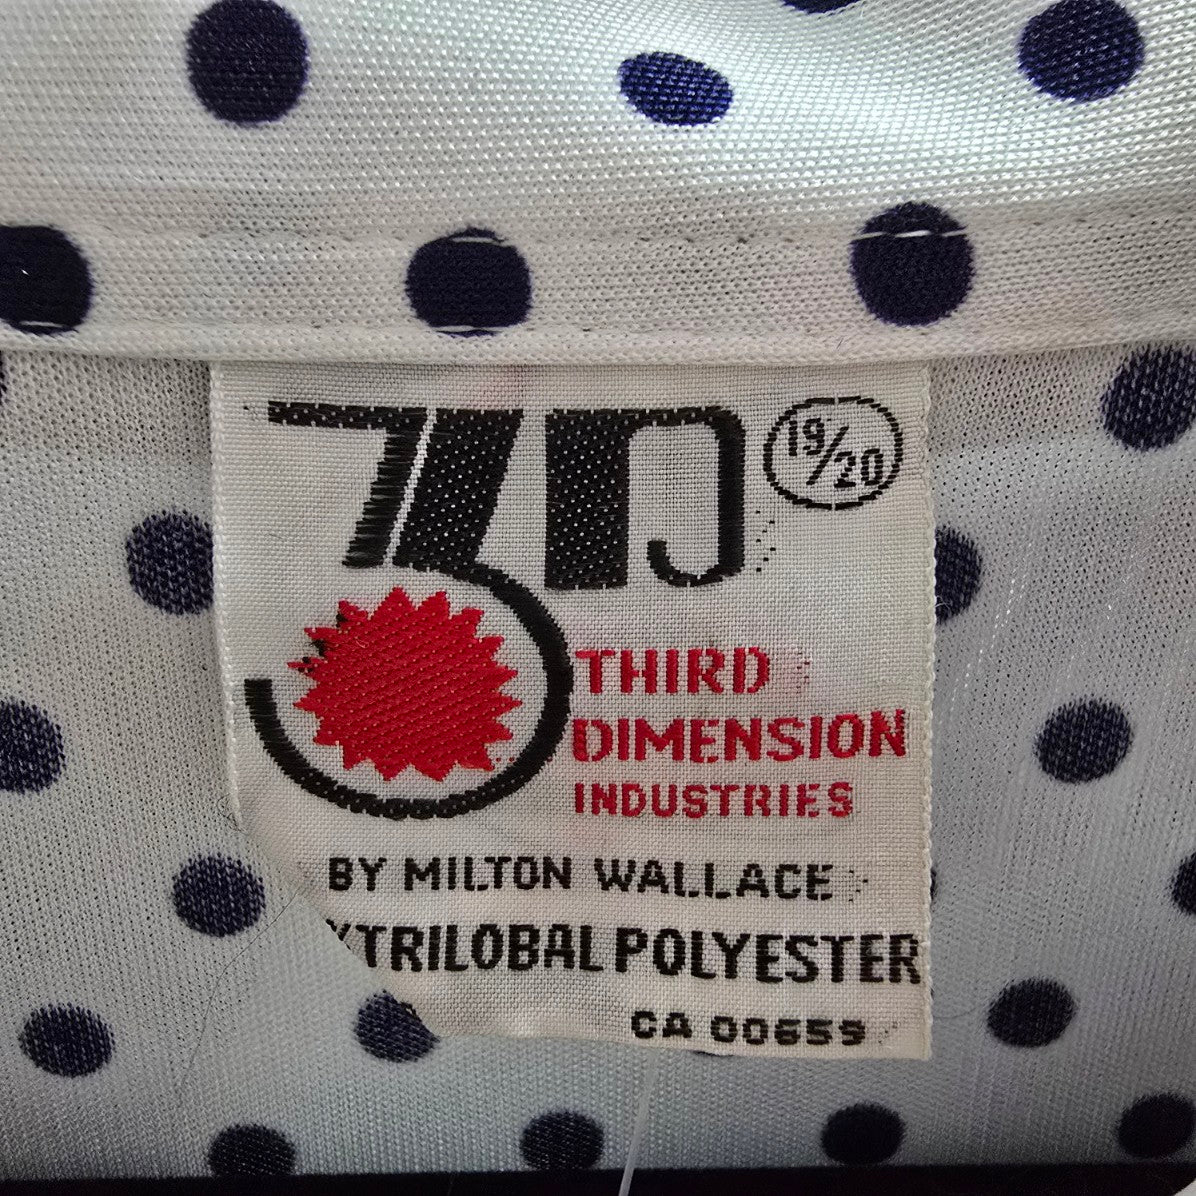 3D 19/20
THIRD
DIMENSION
INDUSTRIES
BY MILTON WALLACE
TRILOBAL POLYESTER
CA 00659